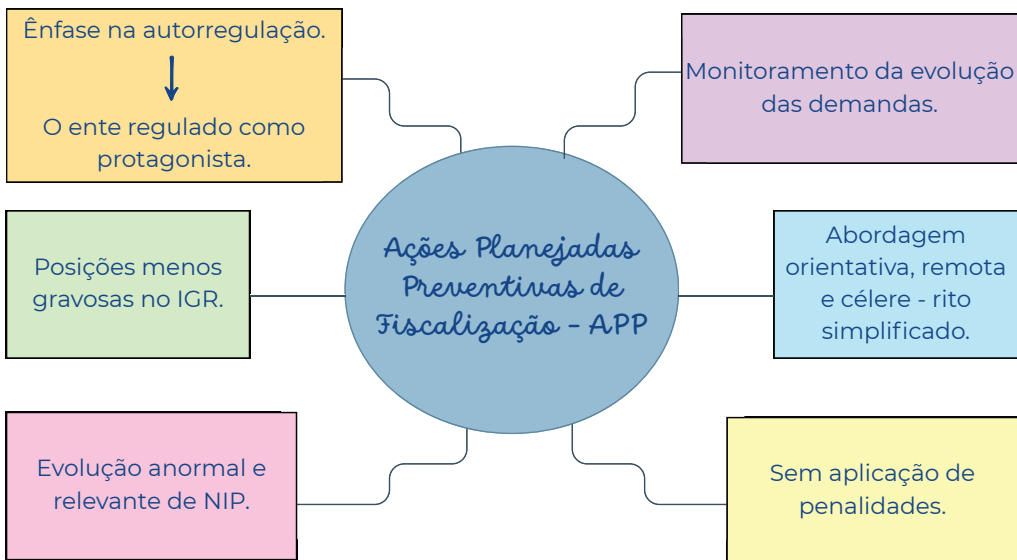 Ênfase na autorregulação.
O ente regulado como
protagonista.
Monitoramento da evolução
das demandas.
Ações Planejadas
Preventivas de
Fiscalização - APP
Posições menos
gravosas no IGR.
Abordagem
orientativa, remota
e célere - rito
simplificado.
Evolução anormal e
relevante de NIP.
Sem aplicação de
penalidades.